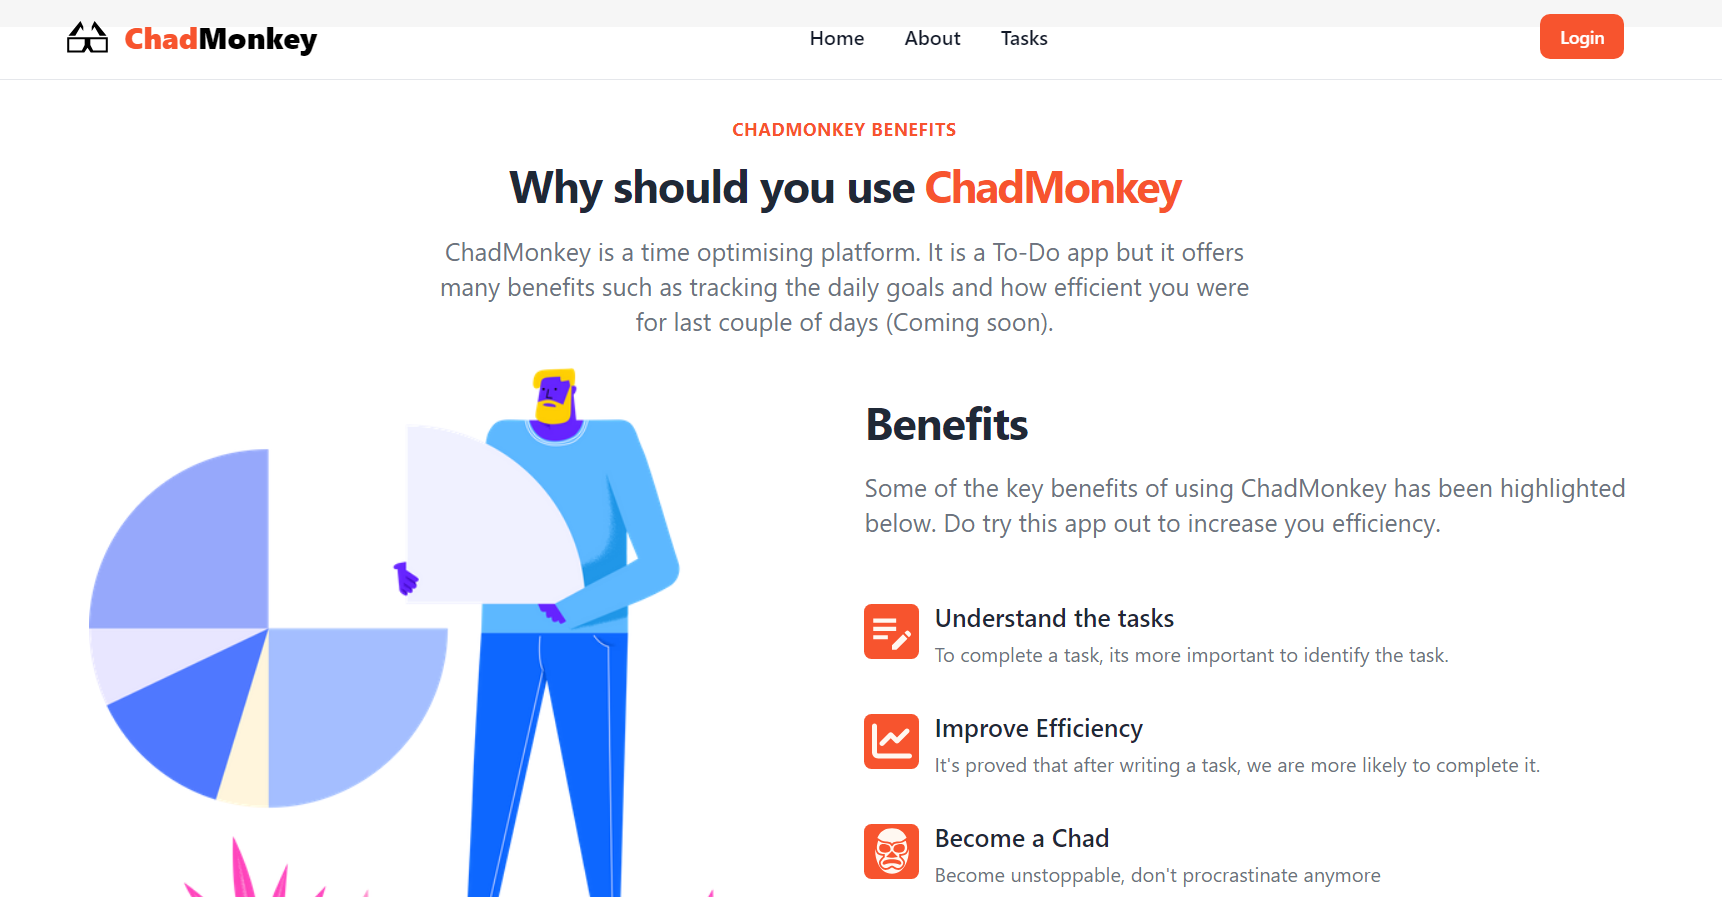 ChadMonkey
Home About Tasks
Login
CHADMONKEY BENEFITS
Why should you use ChadMonkey
ChadMonkey is a time optimising platform. It is a To-Do app but it offers
many benefits such as tracking the daily goals and how efficient you were
for last couple of days (Coming soon).
Benefits
Some of the key benefits of using ChadMonkey has been highlighted
below. Do try this app out to increase you efficiency.
Understand the tasks
To complete a task, its more important to identify the task.
Improve Efficiency
It's proved that after writing a task, we are more likely to complete it.
Become a Chad
Become unstoppable, don't procrastinate anymore